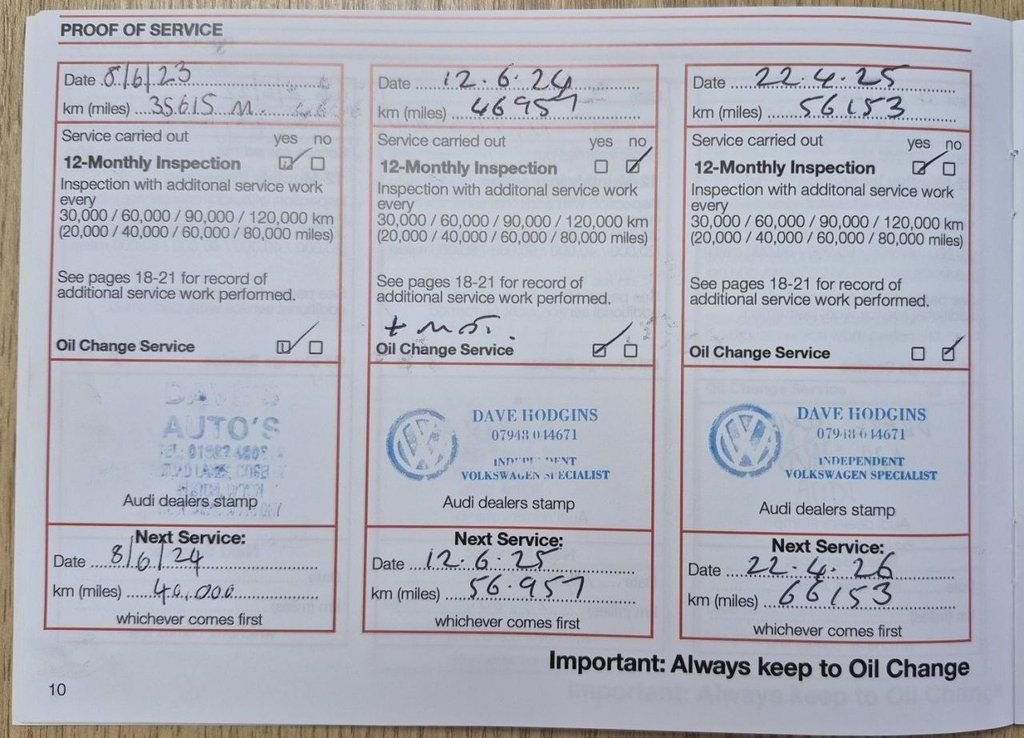 PROOF OF SERVICE
Date 8/6/23
km (miles) 35615 M.
Service carried out yes no
12-Monthly Inspection
Inspection with additonal service work
every
30,000 / 60,000 / 90,000 / 120,000 km
(20,000 / 40,000 / 60,000 / 80,000 miles)
See pages 18-21 for record of
additional service work performed.
Oil Change Service
AUTO'S
Audi dealers stamp
Next Service:
Date 8/6/24
km (miles) 40,000
whichever comes first
Date 12.6.24
km (miles) 46957
Service carried out yes no
12-Monthly Inspection
Inspection with additonal service work
every
30,000 / 60,000 / 90,000 / 120,000 km
(20,000 / 40,000 / 60,000 / 80,000 miles)
See pages 18-21 for record of
additional service work performed.
+ MOT.
Oil Change Service
DAVE HODGINS
07948 044671
INDEPENDENT
VOLKSWAGEN SPECIALIST
Audi dealers stamp
Next Service:
Date 12.6.25
km (miles) 56.957
whichever comes first
Date 22.4.25
km (miles) 56153
Service carried out yes no
12-Monthly Inspection
Inspection with additonal service work
every
30,000 / 60,000 / 90,000 / 120,000 km
(20,000 / 40,000 / 60,000 / 80,000 miles)
See pages 18-21 for record of
additional service work performed.
Oil Change Service
DAVE HODGINS
07948 044671
INDEPENDENT
VOLKSWAGEN SPECIALIST
Audi dealers stamp
Next Service:
Date 22.4.26
km (miles) 66153
whichever comes first
Important: Always keep to Oil Change
10